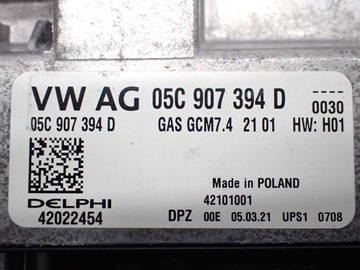 VW AG 05C 907 394 D
----
0030
05C 907 394 D GAS GCM7.4 21 01 HW: H01
Made in POLAND
42101001
DELPHI
42022454 DPZ 00E 05.03.21 UPS1 0708